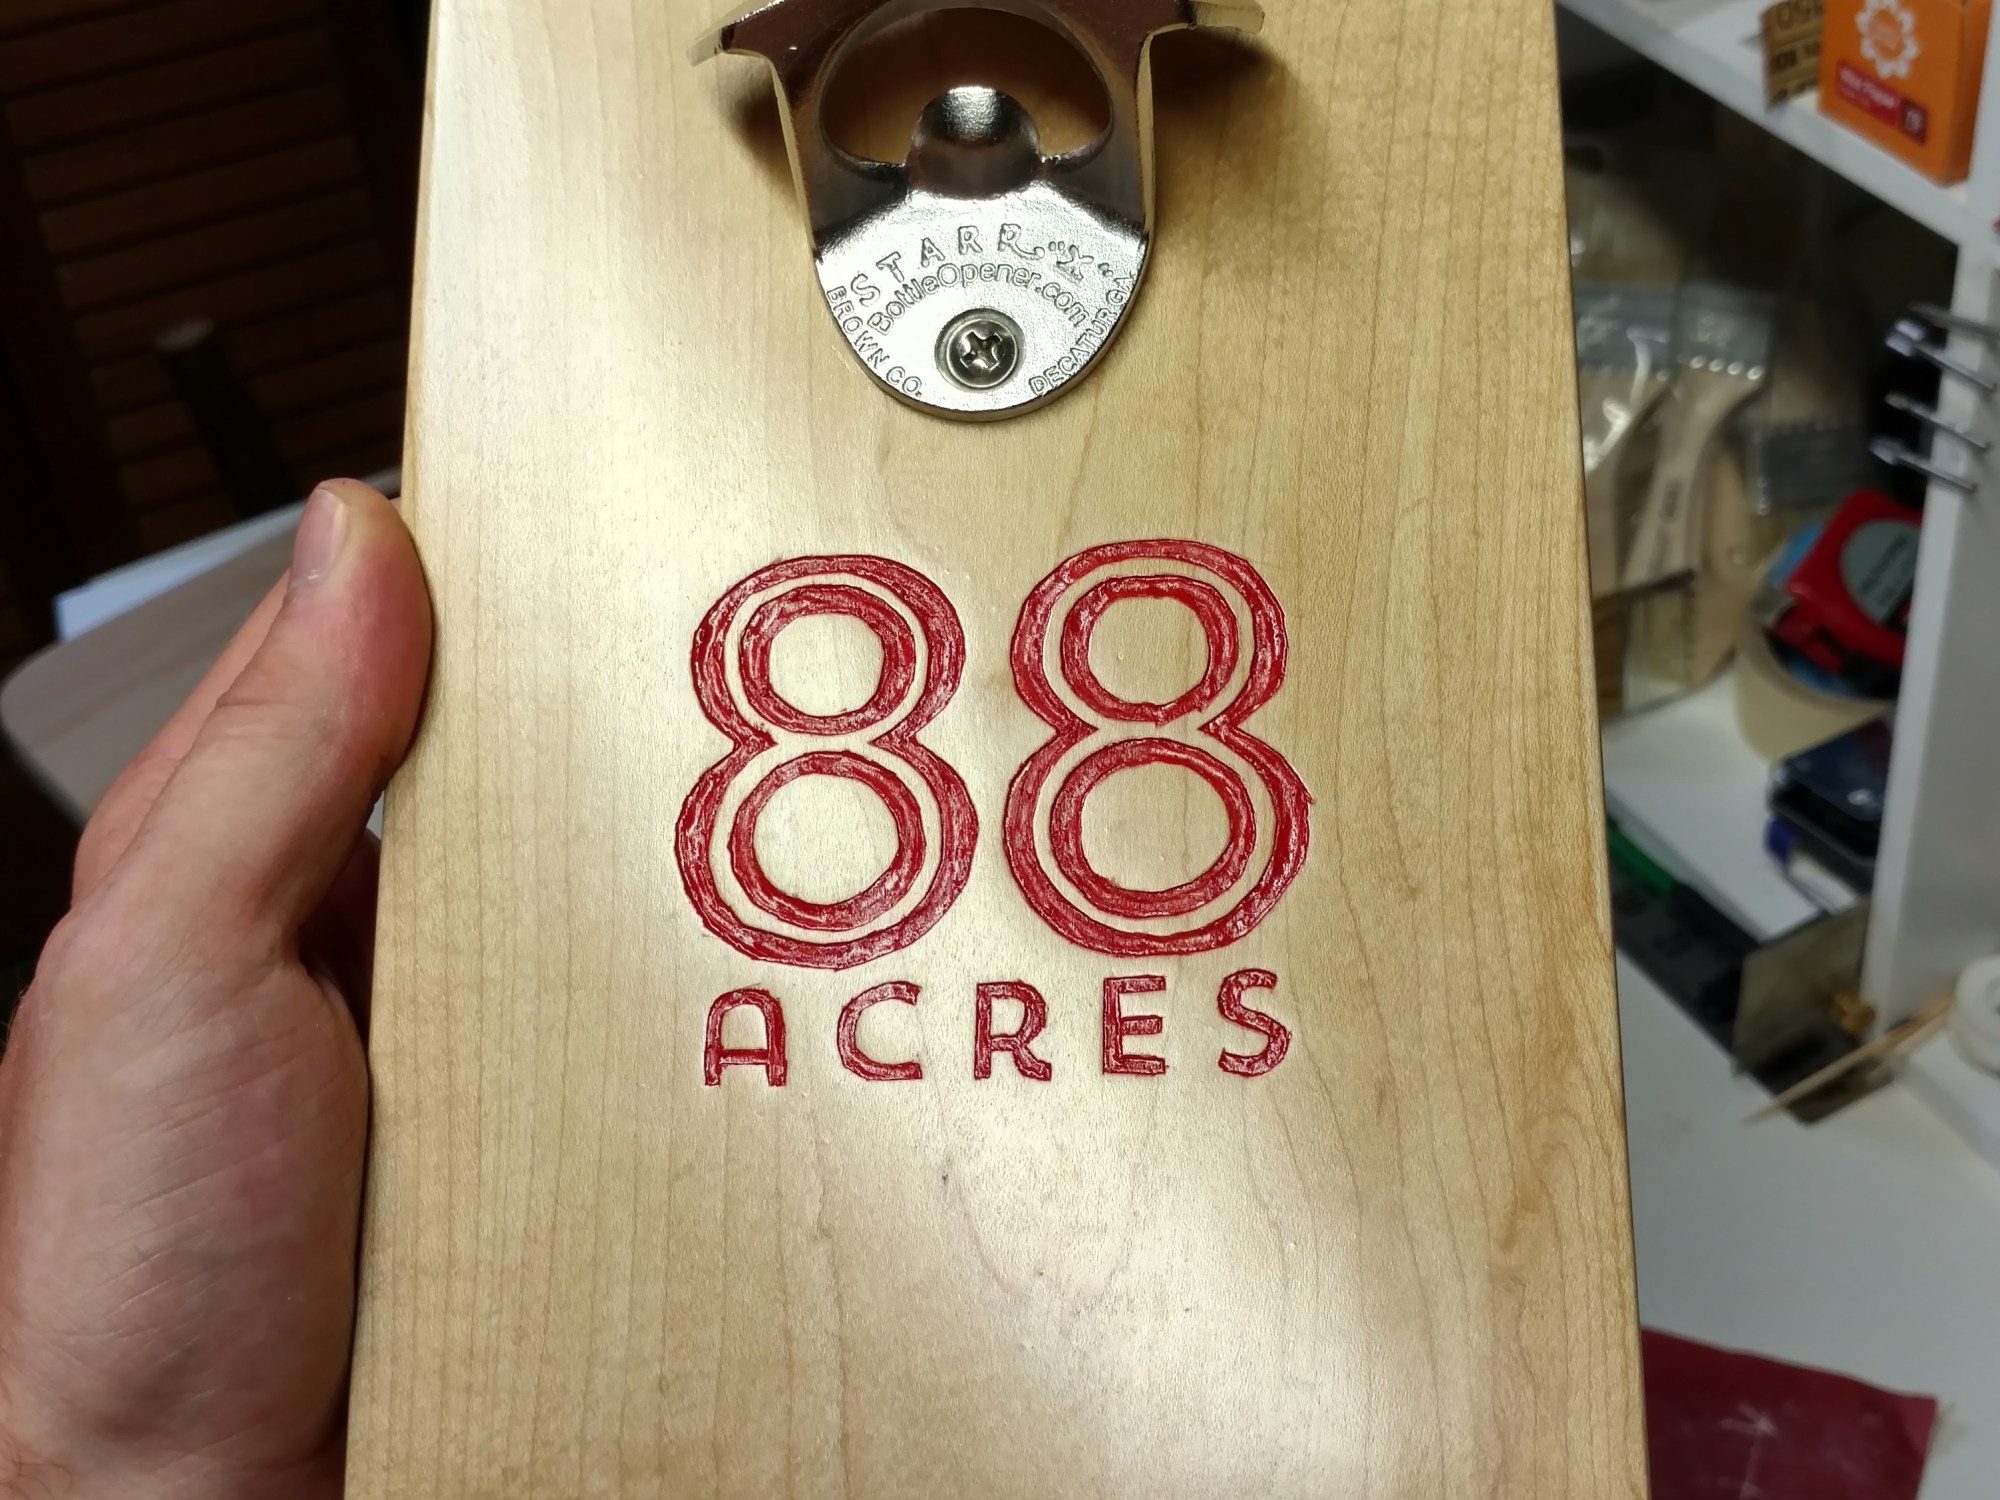 STARR "X"
BottleOpener.com
BROWN CO. DECATUR GA
88
ACRES